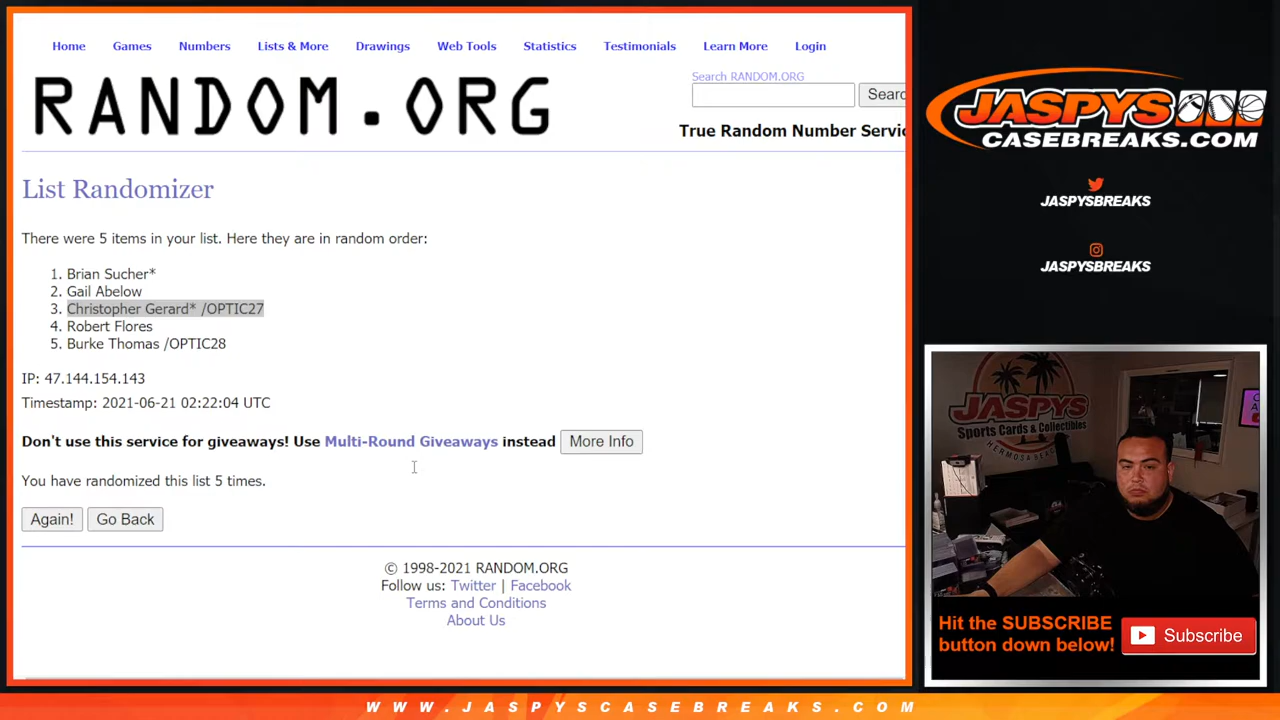 Home Games Numbers Lists & More Drawings Web Tools Statistics Testimonials Learn More Login
Search RANDOM.ORG
RANDOM.ORG
Searc
True Random Number Servic
List Randomizer
There were 5 items in your list. Here they are in random order:
1. Brian Sucher*
2. Gail Abelow
3. Christopher Gerard* /OPTIC27
4. Robert Flores
5. Burke Thomas /OPTIC28
IP: 47.144.154.143
Timestamp: 2021-06-21 02:22:04 UTC
Don't use this service for giveaways! Use Multi-Round Giveaways instead More Info
You have randomized this list 5 times.
Again! Go Back
© 1998-2021 RANDOM.ORG
Follow us: Twitter | Facebook
Terms and Conditions
About Us
JASPYS
CASEBREAKS.COM
JASPYSBREAKS
JASPYSBREAKS
JASPYS
Sports Cards & Collectibles
HERMOSA BEA
Hit the SUBSCRIBE
button down below!
Subscribe
WWW.JASPYSCASEBREAKS.COM